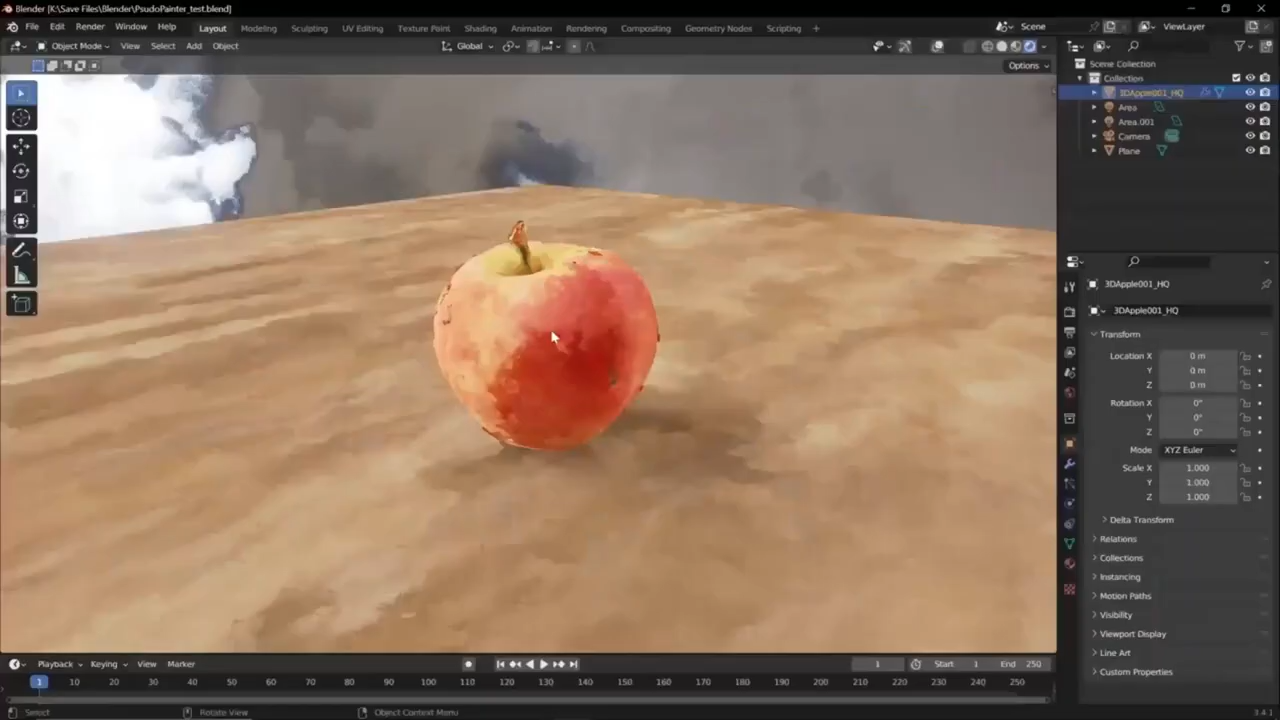 Blender [K:\Save Files\Blender\PsudoPainter_test.blend]
File Edit Render Window Help Layout Modeling Sculpting UV Editing Texture Paint Shading Animation Rendering Compositing Geometry Nodes Scripting + Scene ViewLayer
Object Mode View Select Add Object Global
Options
Scene Collection
Collection
3DApple001_HQ
Area
Area.001
Camera
Plane
3DApple001_HQ
3DApple001_HQ
Transform
Location X 0 m
Y 0 m
Z 0 m
Rotation X 0°
Y 0°
Z 0°
Mode XYZ Euler
Scale X 1.000
Y 1.000
Z 1.000
Delta Transform
Relations
Collections
Instancing
Motion Paths
Visibility
Viewport Display
Line Art
Custom Properties
Playback Keying View Marker 1 Start 1 End 250
1 10 20 30 40 50 60 70 80 90 100 110 120 130 140 150 160 170 180 190 200 210 220 230 240 250
Select Rotate View Object Context Menu 3.4.1